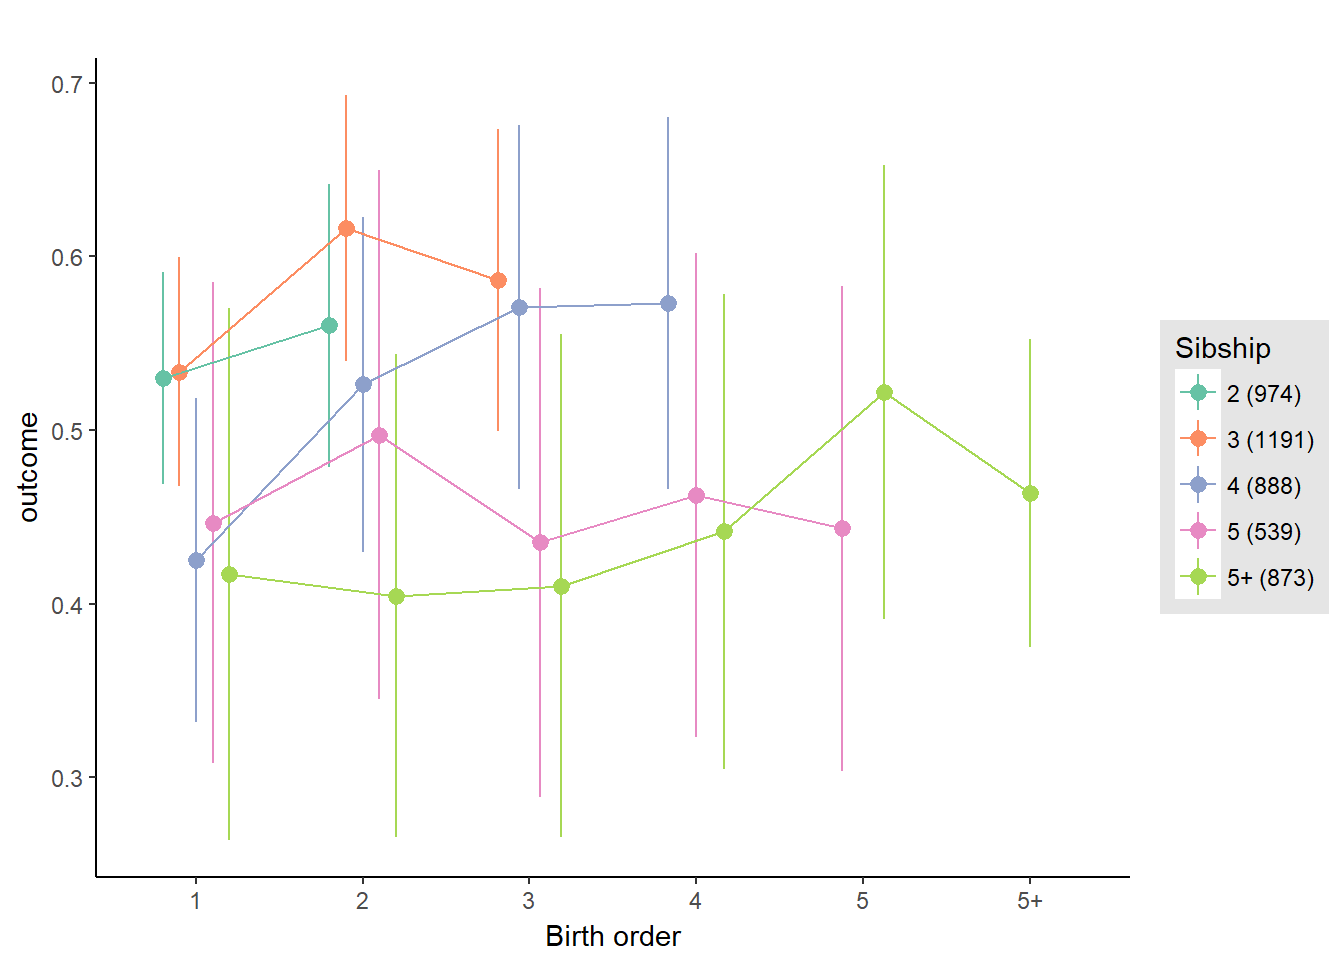 0.7
0.6
0.5
0.4
0.3
outcome
1 2 3 4 5 5+
Birth order
Sibship
2 (974)
3 (1191)
4 (888)
5 (539)
5+ (873)